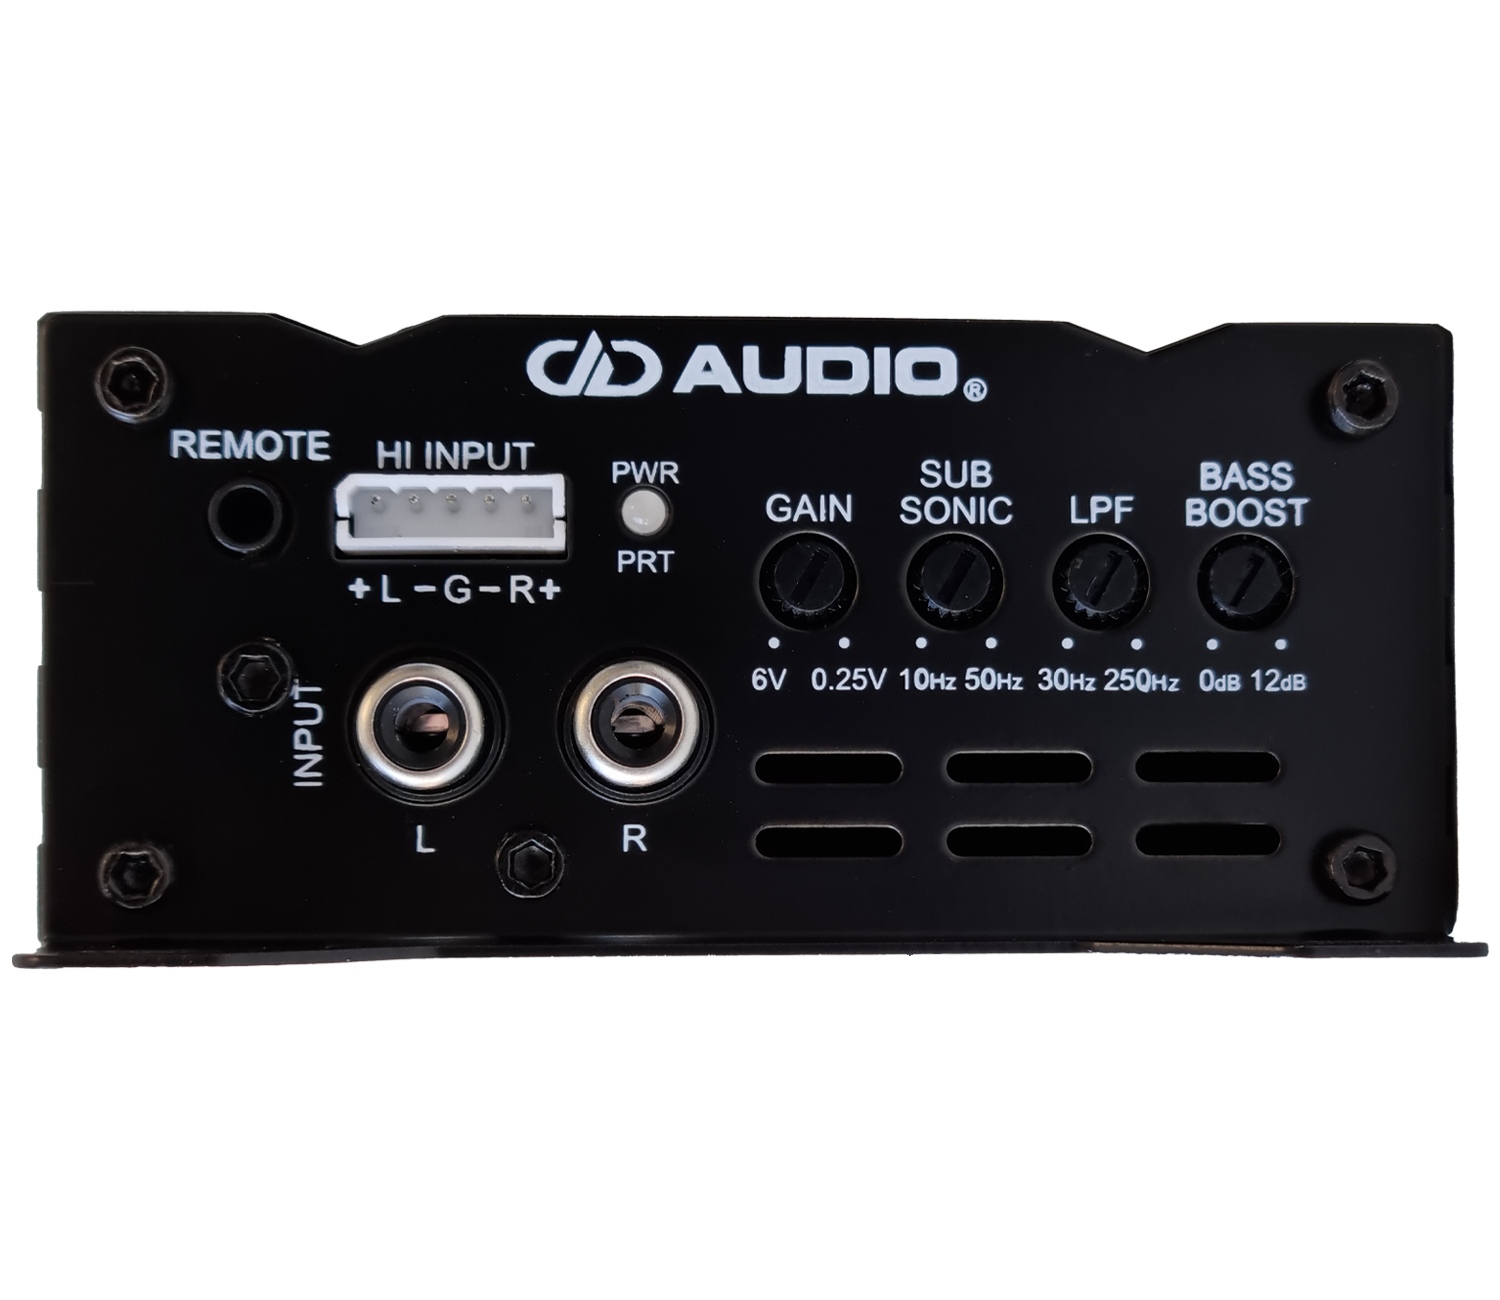 DD AUDIO®
REMOTE
HI INPUT
+L-G-R+
PWR
PRT
GAIN
6V 0.25V
SUB
SONIC
10Hz 50Hz
LPF
30Hz 250Hz
BASS
BOOST
0dB 12dB
INPUT
L
R